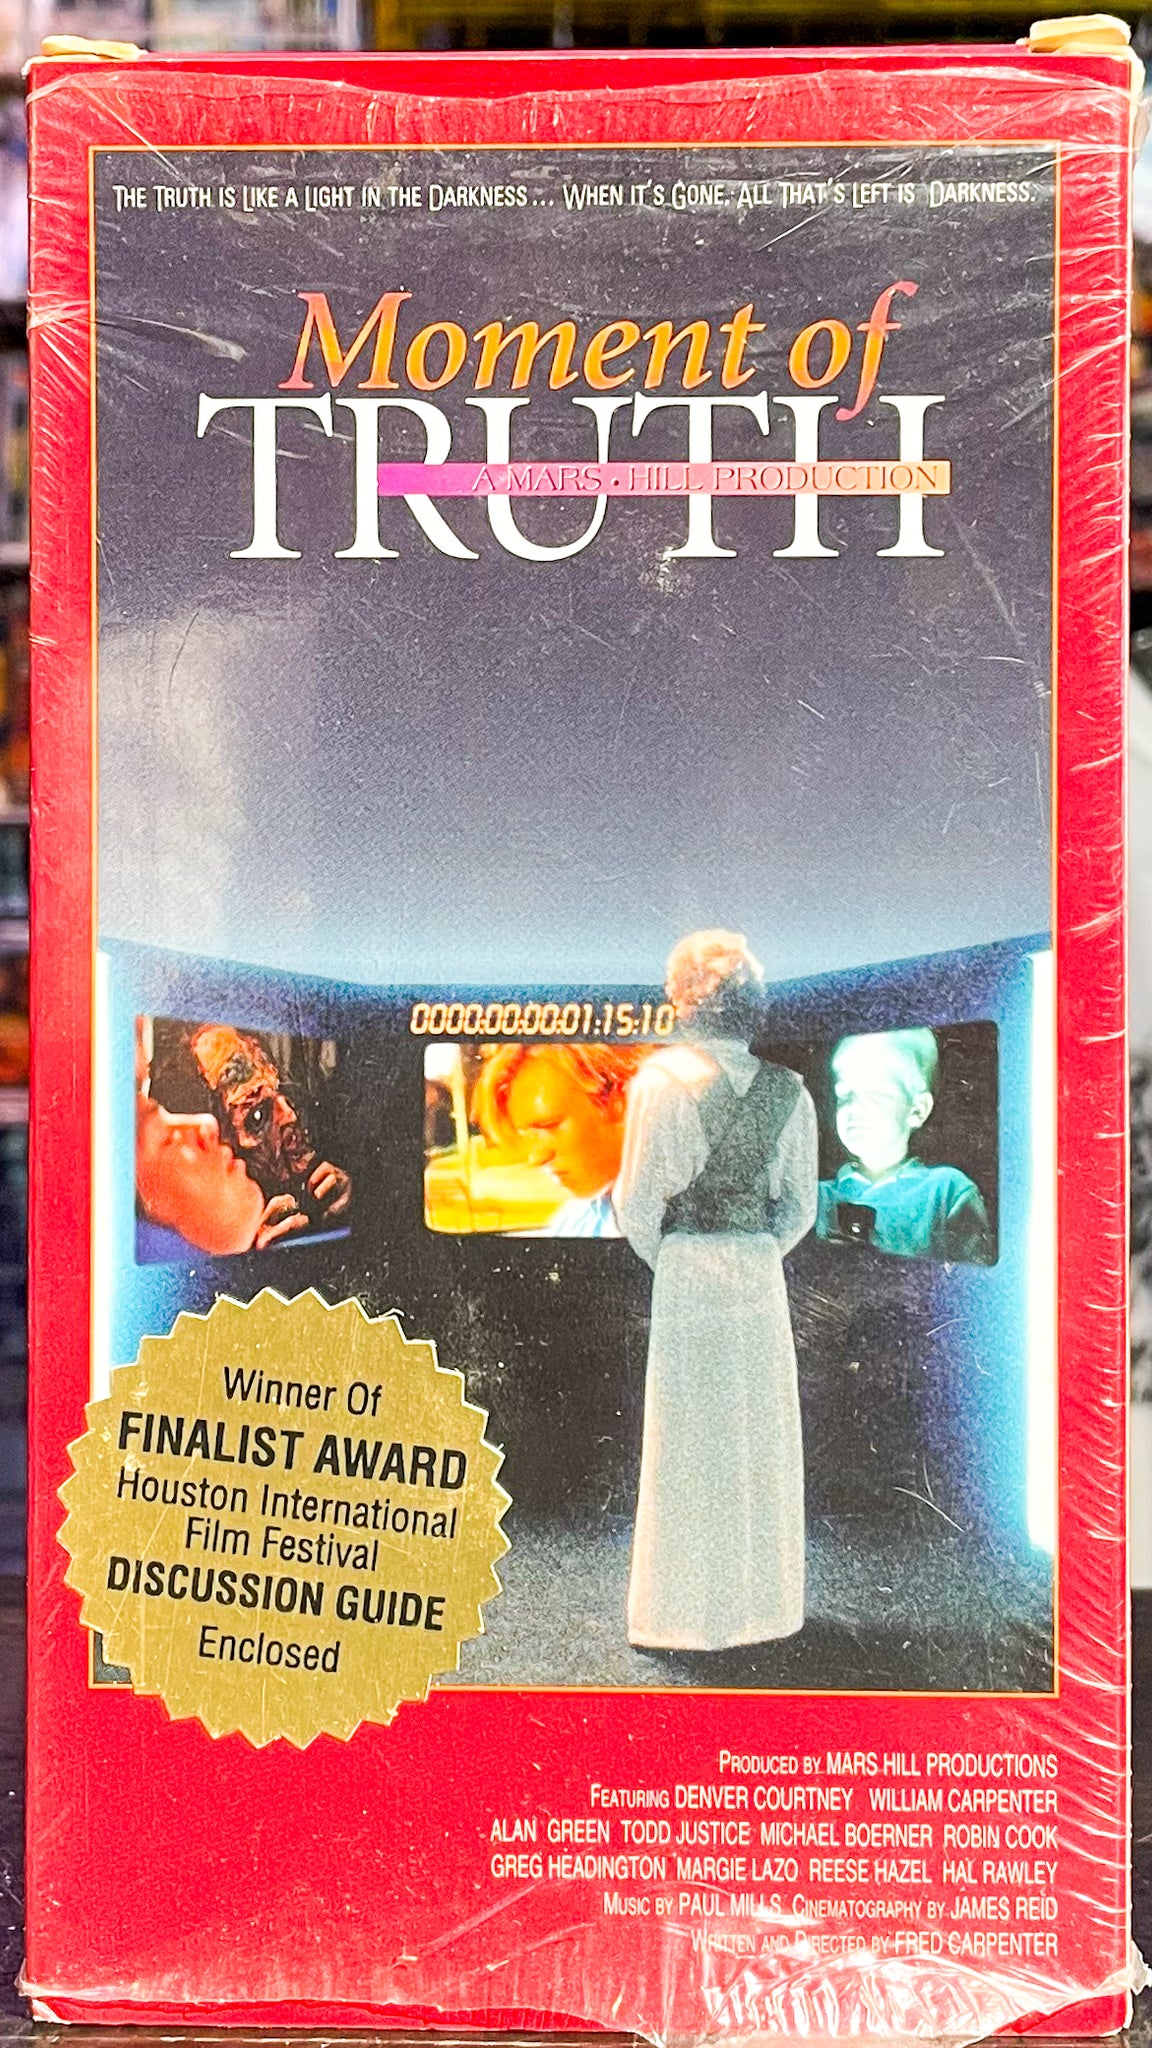 THE TRUTH IS LIKE A LIGHT IN THE DARKNESS... WHEN IT'S GONE. ALL THAT'S LEFT IS DARKNESS.
Moment of
TRUTH
A MARS • HILL PRODUCTION
0000:00:00:01:15:10
Winner Of
FINALIST AWARD
Houston International
Film Festival
DISCUSSION GUIDE
Enclosed
PRODUCED BY MARS HILL PRODUCTIONS
FEATURING DENVER COURTNEY WILLIAM CARPENTER
ALAN GREEN TODD JUSTICE MICHAEL BOERNER ROBIN COOK
GREG HEADINGTON MARGIE LAZO REESE HAZEL HAL RAWLEY
MUSIC BY PAUL MILLS CINEMATOGRAPHY BY JAMES REID
WRITTEN AND DIRECTED BY FRED CARPENTER